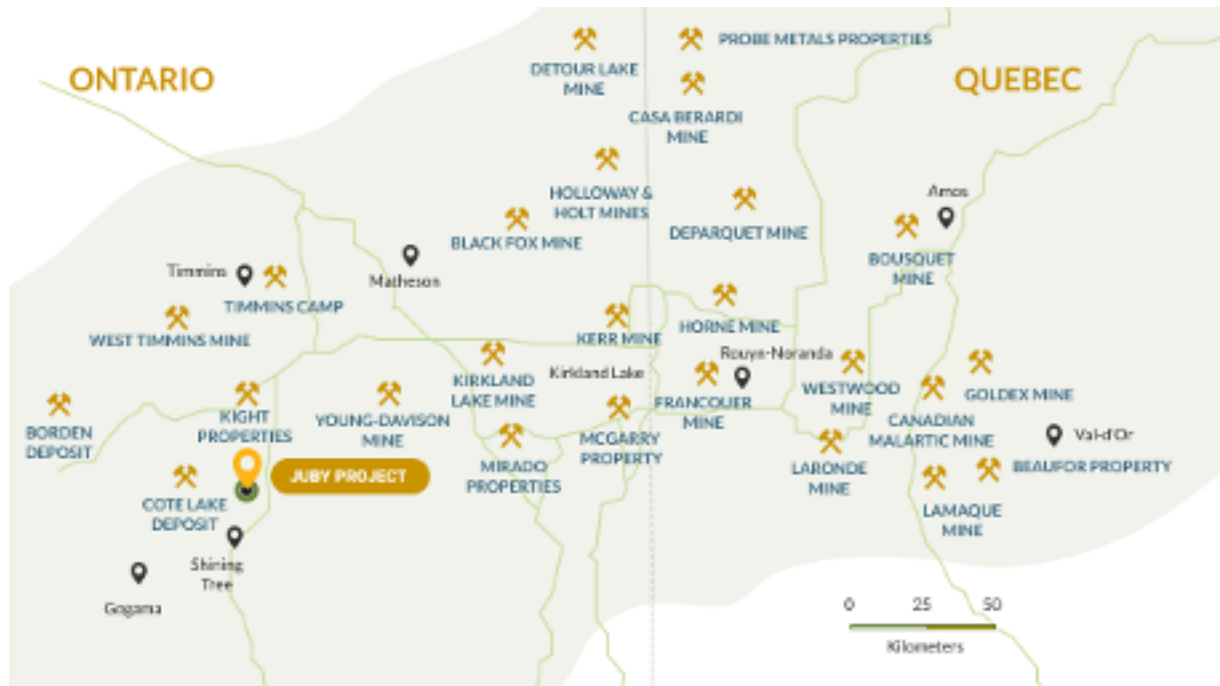 PROBE METALS PROPERTIES
ONTARIO
QUEBEC
DETOUR LAKE
MINE
CASA BERARDI
MINE
HOLLOWAY &
HOLT MINES
Amos
BLACK FOX MINE
DEPARQUET MINE
BOUSQUET
MINE
Timmins
Matheson
TIMMINS CAMP
WEST TIMMINS MINE
KERR MINE
HORNE MINE
Rouyn-Noranda
KIRKLAND
LAKE MINE
Kirkland Lake
WESTWOOD
MINE
GOLDEX MINE
FRANCOUER
MINE
KIGHT
PROPERTIES
YOUNG-DAVISON
MINE
CANADIAN
MALARTIC MINE
BORDEN
DEPOSIT
MCGARRY
PROPERTY
Val-d'Or
MIRADO
PROPERTIES
LARONDE
MINE
BEAUFOR PROPERTY
JUBY PROJECT
COTE LAKE
DEPOSIT
LAMAQUE
MINE
Shining
Tree
Gogama
0 25 50
Kilometers